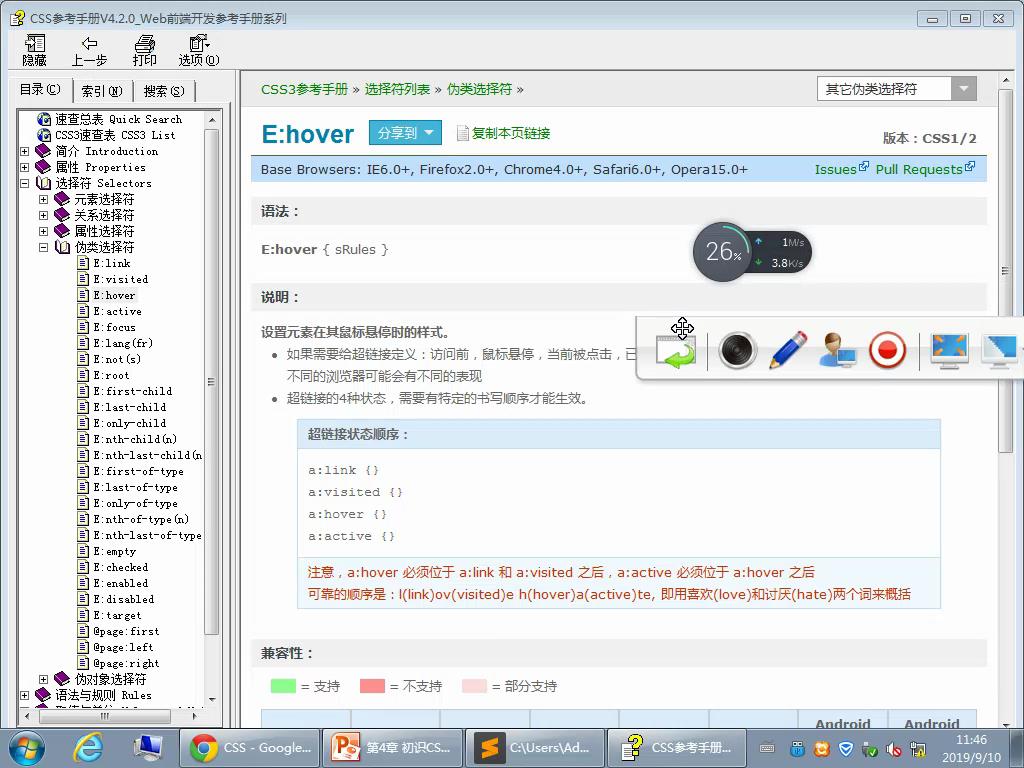 CSS参考手册V4.2.0_Web前端开发参考手册系列
隐藏 上一步 打印 选项(O)
目录(C) 索引(N) 搜索(S)
速查总表 Quick Search
CSS3速查表 CSS3 List
简介 Introduction
属性 Properties
选择符 Selectors
元素选择符
关系选择符
属性选择符
伪类选择符
E:link
E:visited
E:hover
E:active
E:focus
E:lang(fr)
E:not(s)
E:root
E:first-child
E:last-child
E:only-child
E:nth-child(n)
E:nth-last-child(n
E:first-of-type
E:last-of-type
E:only-of-type
E:nth-of-type(n)
E:nth-last-of-type
E:empty
E:checked
E:enabled
E:disabled
E:target
@page:first
@page:left
@page:right
伪对象选择符
语法与规则 Rules
CSS3参考手册 » 选择符列表 » 伪类选择符 »
其它伪类选择符
E:hover 分享到 复制本页链接
版本：CSS1/2
Base Browsers: IE6.0+, Firefox2.0+, Chrome4.0+, Safari6.0+, Opera15.0+ Issues Pull Requests
语法：
E:hover { sRules }
26% 1M/s
3.8K/s
说明：
设置元素在其鼠标悬停时的样式。
如果需要给超链接定义：访问前，鼠标悬停，当前被点击，已
不同的浏览器可能会有不同的表现
超链接的4种状态，需要有特定的书写顺序才能生效。
超链接状态顺序：
a:link {}
a:visited {}
a:hover {}
a:active {}
注意，a:hover 必须位于 a:link 和 a:visited 之后，a:active 必须位于 a:hover 之后
可靠的顺序是：l(link)ov(visited)e h(hover)a(active)te, 即用喜欢(love)和讨厌(hate)两个词来概括
兼容性：
= 支持 = 不支持 = 部分支持
Android Android
CSS - Google... 第4章 初识CS... C:\Users\Ad... CSS参考手册...
11:46
2019/9/10